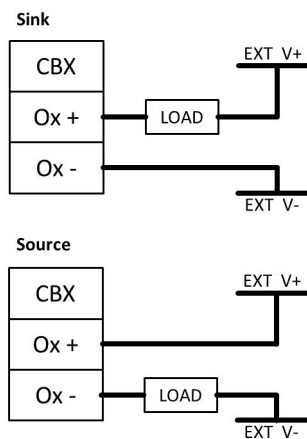 Sink
EXT V+
CBX
Ox +
LOAD
Ox -
EXT V-
Source
EXT V+
CBX
Ox +
Ox -
LOAD
EXT V-